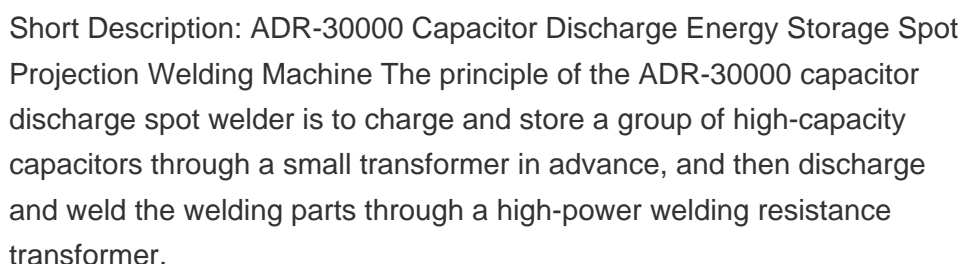 Short Description: ADR-30000 Capacitor Discharge Energy Storage Spot
Projection Welding Machine The principle of the ADR-30000 capacitor
discharge spot welder is to charge and store a group of high-capacity
capacitors through a small transformer in advance, and then discharge
and weld the welding parts through a high-power welding resistance
transformer.